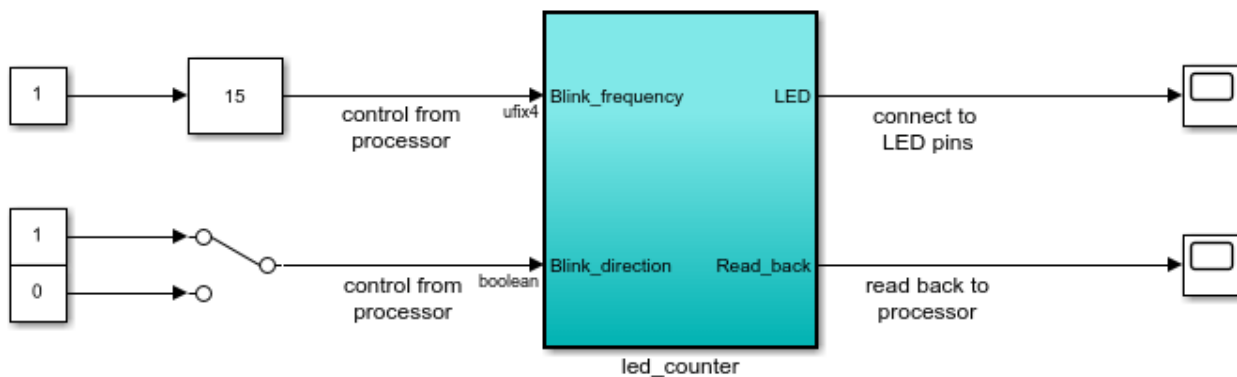 1
15
control from
processor
ufix4
Blink_frequency
LED
connect to
LED pins
1
0
control from
processor
boolean
Blink_direction
Read_back
read back to
processor
led_counter